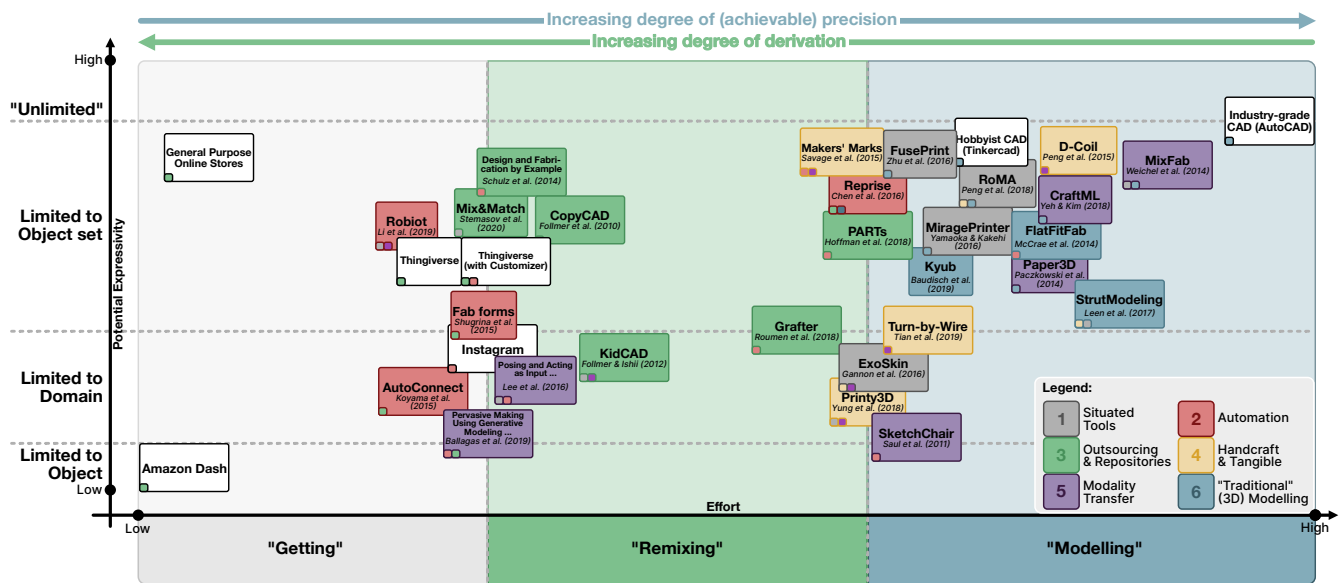 Increasing degree of (achievable) precision
Increasing degree of derivation
High
"Unlimited"
Limited to
Object set
Limited to
Domain
Limited to
Object
Low
Potential Expressivity
General Purpose
Online Stores
Design and Fabri-
cation by Example
Schulz et al. (2014)
Robiot
Li et al. (2019)
Mix&Match
Stemasov et al.
(2020)
CopyCAD
Follmer et al. (2010)
Thingiverse
Thingiverse
(with Customizer)
Fab forms
Shugrina et al.
(2015)
Instagram
AutoConnect
Koyama et al.
(2015)
Posing and Acting
as Input ...
Lee et al. (2016)
KidCAD
Follmer & Ishii (2012)
Pervasive Making
Using Generative
Modeling ...
Ballagas et al. (2019)
Amazon Dash
Makers' Marks
Savage et al. (2015)
FusePrint
Zhu et al. (2016)
Hobbyist CAD
(Tinkercad)
D-Coil
Peng et al. (2015)
MixFab
Weichel et al. (2014)
Industry-grade
CAD (AutoCAD)
Reprise
Chen et al. (2016)
RoMA
Peng et al. (2018)
CraftML
Yeh & Kim (2018)
PARTs
Hoffman et al. (2018)
MiragePrinter
Yamaoka & Kakehi
(2016)
FlatFitFab
McCrae et al. (2014)
Kyub
Baudisch et al.
(2019)
Paper3D
Paczkowski et al.
(2014)
StrutModeling
Leen et al. (2017)
Grafter
Roumen et al. (2018)
Turn-by-Wire
Tian et al. (2019)
ExoSkin
Gannon et al. (2016)
Printy3D
Yung et al. (2018)
SketchChair
Saul et al. (2011)
Legend:
1 Situated
Tools
2 Automation
3 Outsourcing
& Repositories
4 Handcraft
& Tangible
5 Modality
Transfer
6 "Traditional"
(3D) Modelling
Effort
Low
High
"Getting"
"Remixing"
"Modelling"